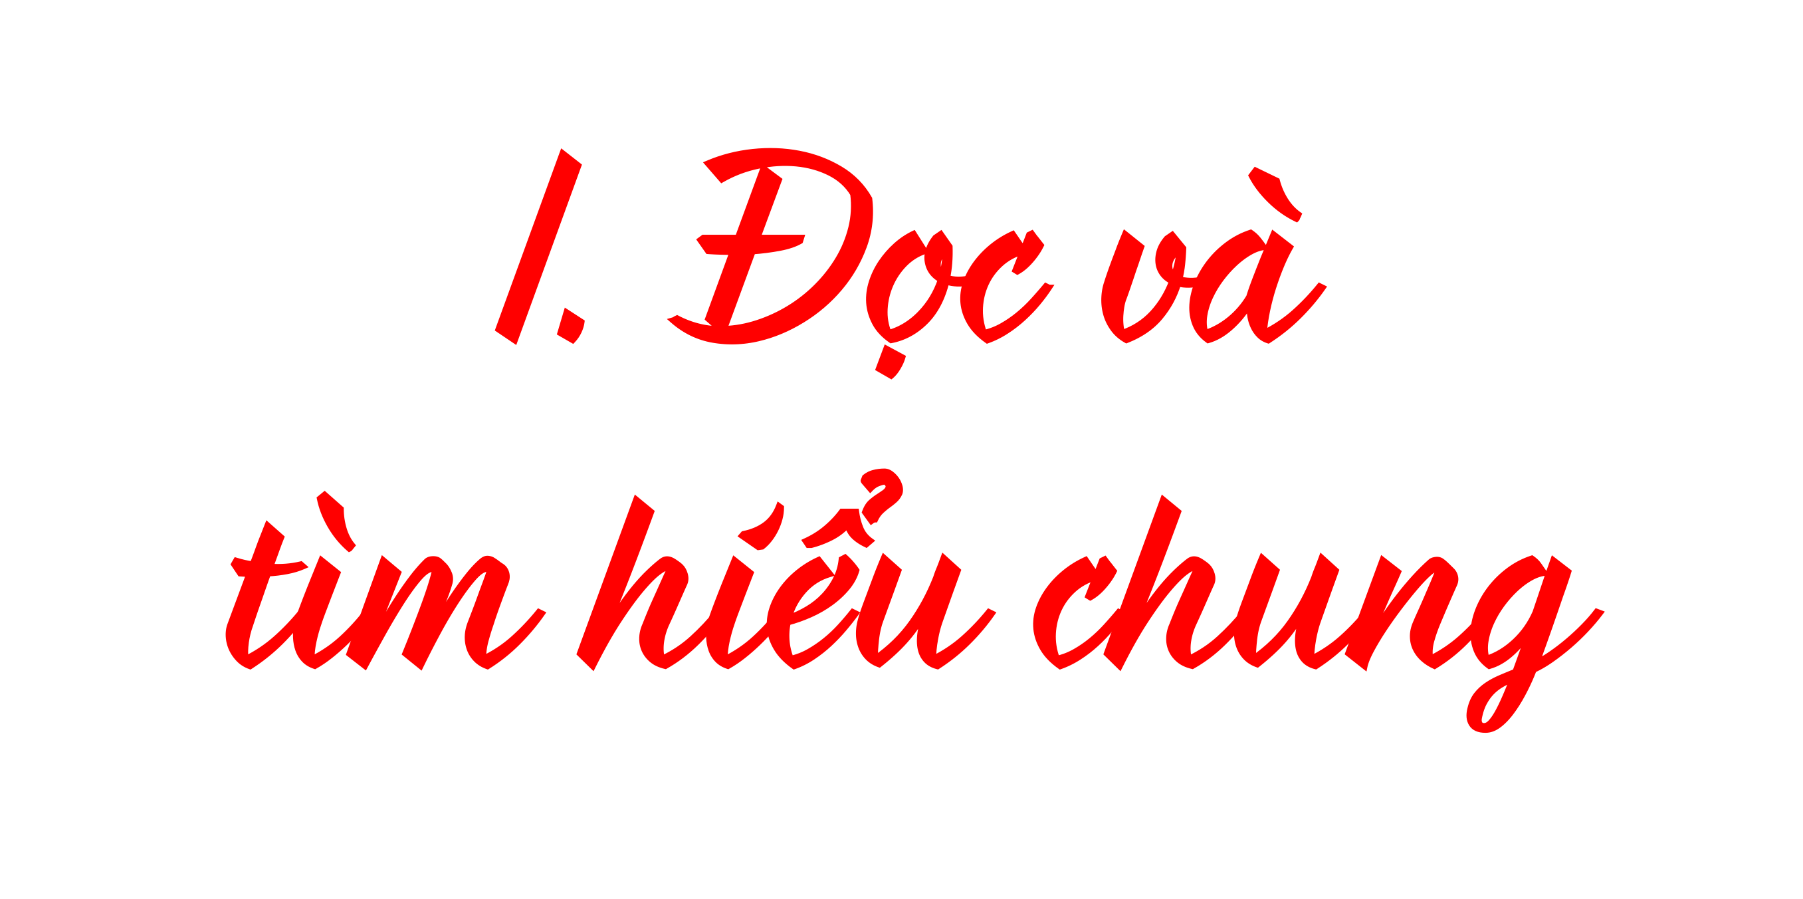 I. Đọc và
tìm hiểu chung